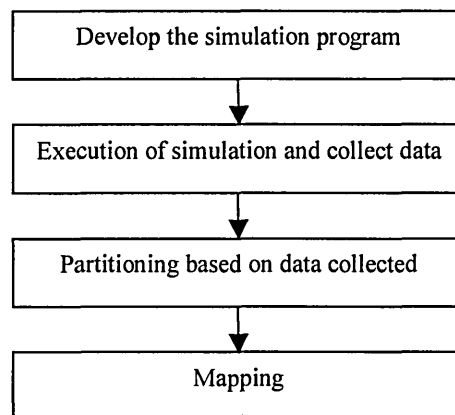 Develop the simulation program
Execution of simulation and collect data
Partitioning based on data collected
Mapping